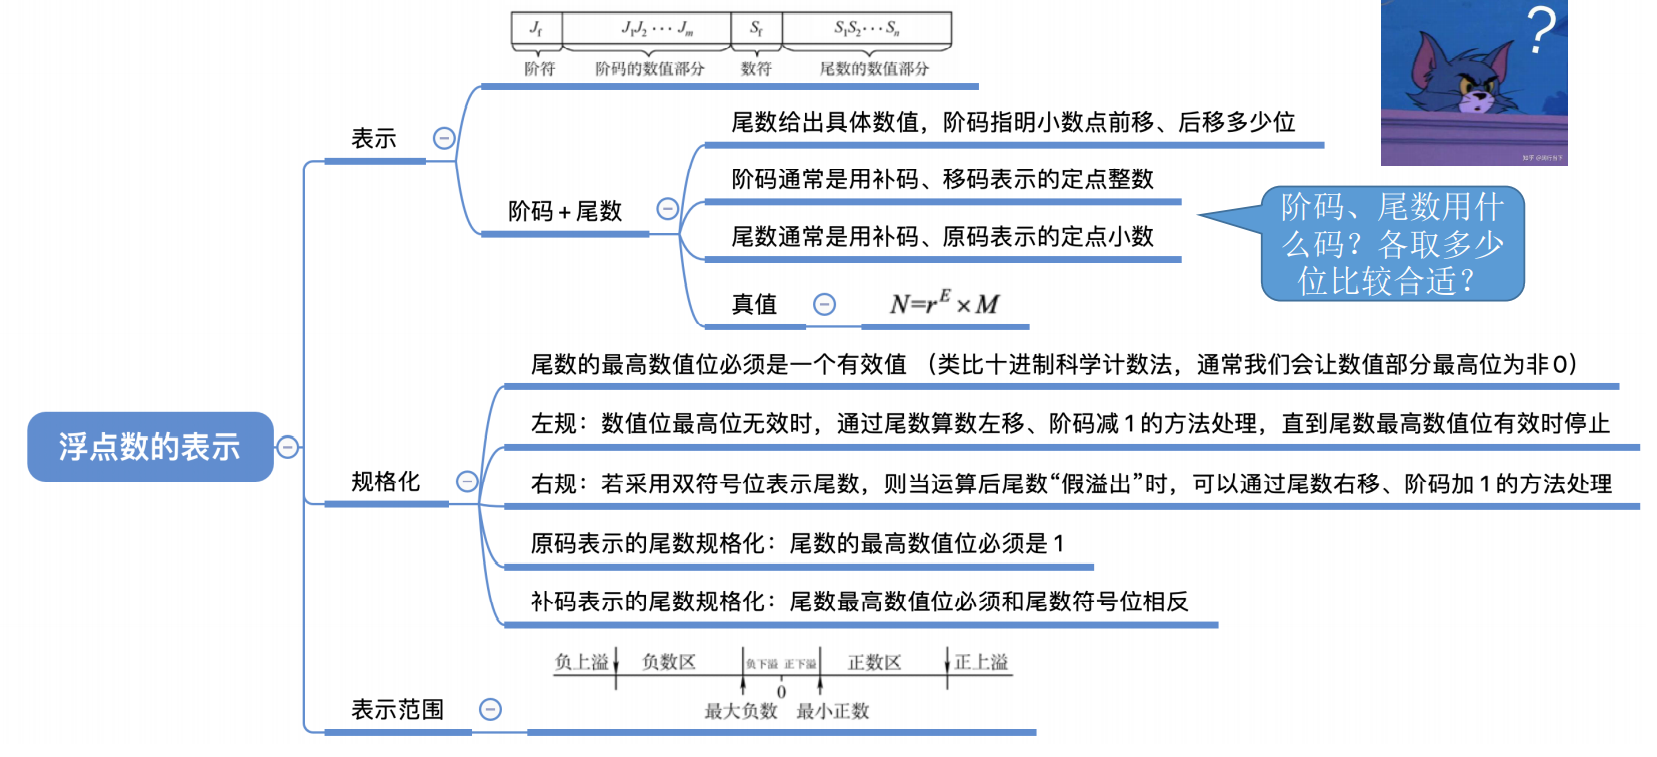 J_f J_1J_2 ··· J_m S_f S_1S_2 ··· S_n
阶符 阶码的数值部分 数符 尾数的数值部分
?
表示
尾数给出具体数值，阶码指明小数点前移、后移多少位
阶码通常是用补码、移码表示的定点整数
阶码+尾数
尾数通常是用补码、原码表示的定点小数
真值
N=r^E×M
阶码、尾数用什
么码？各取多少
位比较合适？
浮点数的表示
规格化
尾数的最高数值位必须是一个有效值 （类比十进制科学计数法，通常我们会让数值部分最高位为非0）
左规：数值位最高位无效时，通过尾数算数左移、阶码减1的方法处理，直到尾数最高数值位有效时停止
右规：若采用双符号位表示尾数，则当运算后尾数“假溢出”时，可以通过尾数右移、阶码加1的方法处理
原码表示的尾数规格化：尾数的最高数值位必须是1
补码表示的尾数规格化：尾数最高数值位必须和尾数符号位相反
表示范围
负上溢 负数区 负下溢 正下溢 正数区 正上溢
0
最大负数 最小正数